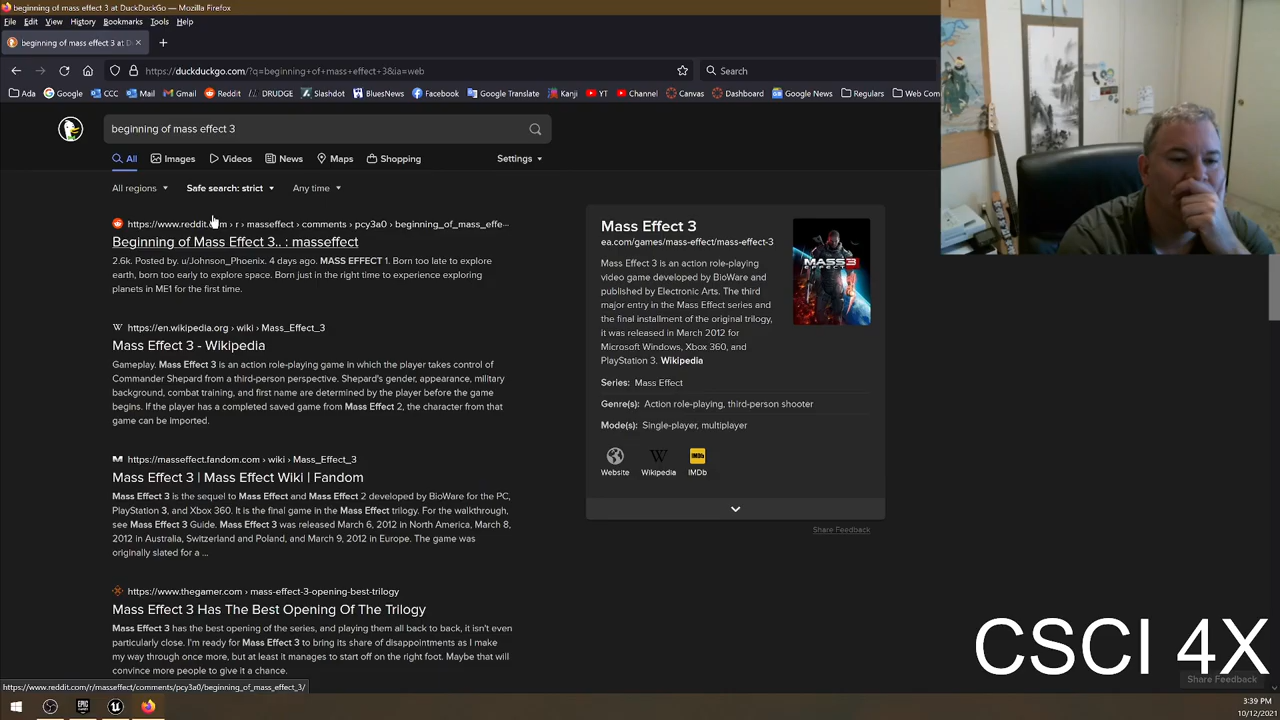 beginning of mass effect 3 at DuckDuckGo — Mozilla Firefox
File Edit View History Bookmarks Tools Help
beginning of mass effect 3 at D
https://duckduckgo.com/?q=beginning+of+mass+effect+3&ia=web
Search
Ada Google CCC Mail Gmail Reddit DRUDGE Slashdot BluesNews Facebook Google Translate Kanji YT Channel Canvas Dashboard Google News Regulars Web Com
beginning of mass effect 3
All Images Videos News Maps Shopping Settings
All regions Safe search: strict Any time
https://www.reddit.com › r › masseffect › comments › pcy3a0 › beginning_of_mass_effe···
Beginning of Mass Effect 3.. : masseffect
2.6k. Posted by. u/Johnson_Phoenix. 4 days ago. MASS EFFECT 1. Born too late to explore
earth, born too early to explore space. Born just in the right time to experience exploring
planets in ME1 for the first time.
https://en.wikipedia.org › wiki › Mass_Effect_3
Mass Effect 3 - Wikipedia
Gameplay. Mass Effect 3 is an action role-playing game in which the player takes control of
Commander Shepard from a third-person perspective. Shepard's gender, appearance, military
background, combat training, and first name are determined by the player before the game
begins. If the player has a completed saved game from Mass Effect 2, the character from that
game can be imported.
https://masseffect.fandom.com › wiki › Mass_Effect_3
Mass Effect 3 | Mass Effect Wiki | Fandom
Mass Effect 3 is the sequel to Mass Effect and Mass Effect 2 developed by BioWare for the PC,
PlayStation 3, and Xbox 360. It is the final game in the Mass Effect trilogy. For the walkthrough,
see Mass Effect 3 Guide. Mass Effect 3 was released March 6, 2012 in North America, March 8,
2012 in Australia, Switzerland and Poland, and March 9, 2012 in Europe. The game was
originally slated for a ...
https://www.thegamer.com › mass-effect-3-opening-best-trilogy
Mass Effect 3 Has The Best Opening Of The Trilogy
Mass Effect 3 has the best opening of the series, and playing them all back to back, it isn't even
particularly close. I'm ready for Mass Effect 3 to bring its share of disappointments as I make
my way through once more, but at least it manages to start off on the right foot. Maybe that will
convince more people to give it a chance.
https://www.reddit.com/r/masseffect/comments/pcy3a0/beginning_of_mass_effect_3/
Mass Effect 3
ea.com/games/mass-effect/mass-effect-3
Mass Effect 3 is an action role-playing
video game developed by BioWare and
published by Electronic Arts. The third
major entry in the Mass Effect series and
the final installment of the original trilogy,
it was released in March 2012 for
Microsoft Windows, Xbox 360, and
PlayStation 3. Wikipedia
MASS EFFECT 3
Series: Mass Effect
Genre(s): Action role-playing, third-person shooter
Mode(s): Single-player, multiplayer
IMDb
Website Wikipedia IMDb
Share Feedback
CSCI 4X
Share Feedback
EPIC
3:39 PM
10/12/2021